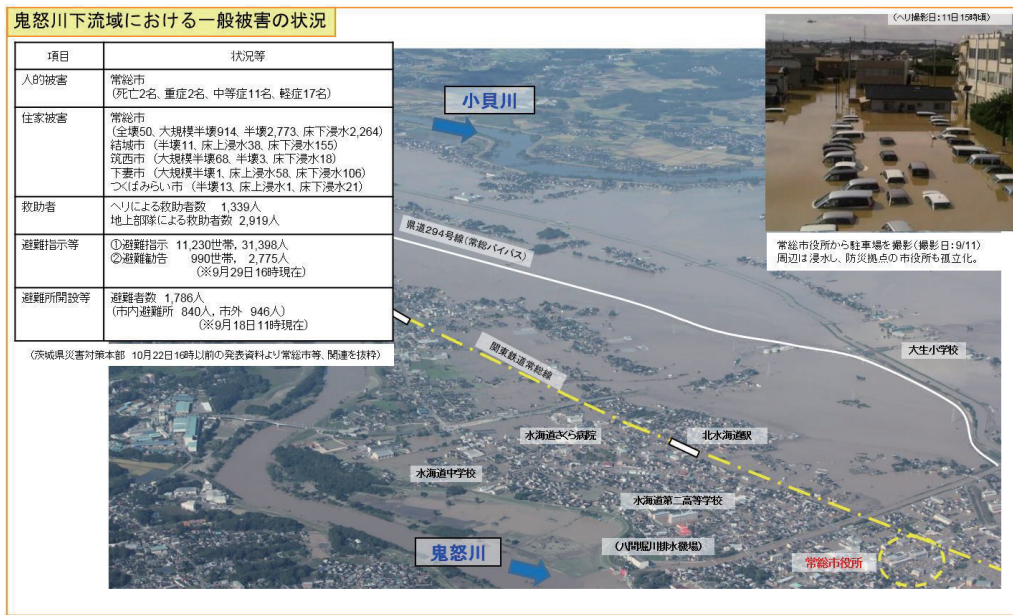 鬼怒川下流域における一般被害の状況
(ヘリ撮影日:11日15時頃)
項目 状況等
人的被害 常総市
(死亡2名、重症2名、中等症11名、軽症17名)
住家被害 常総市
(全壊50、大規模半壊914、半壊2,773、床下浸水2,264)
結城市 (半壊11、床上浸水38、床下浸水155)
筑西市 (大規模半壊68、半壊3、床下浸水18)
下妻市 (大規模半壊1、床上浸水58、床下浸水106)
つくばみらい市 (半壊13、床上浸水1、床下浸水21)
救助者 ヘリによる救助者数 1,339人
地上部隊による救助者数 2,919人
避難指示等 ①避難指示 11,230世帯, 31,398人
②避難勧告 990世帯, 2,775人
(※9月29日16時現在)
避難所開設等 避難者数 1,786人
(市内避難所 840人, 市外 946人)
(※9月18日11時現在)
(茨城県災害対策本部 10月22日16時以前の発表資料より常総市等、関連を抜粋)
小貝川
常総市役所から駐車場を撮影(撮影日:9/11)
周辺は浸水し、防災拠点の市役所も孤立化。
県道294号線(常総バイパス)
関東鉄道常総線
大生小学校
水海道さくら病院
北水海道駅
水海道中学校
水海道第二高等学校
(八間堀川排水機場)
鬼怒川
常総市役所